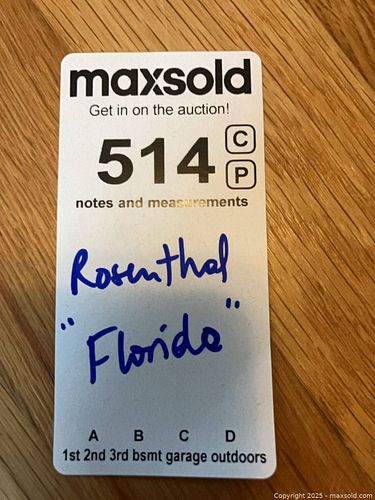 maxsold
Get in on the auction!
514 C
P
notes and measurements
Rosenthal
"Florida"
A B C D
1st 2nd 3rd bsmt garage outdoors
Copyright 2025 - maxsold.com